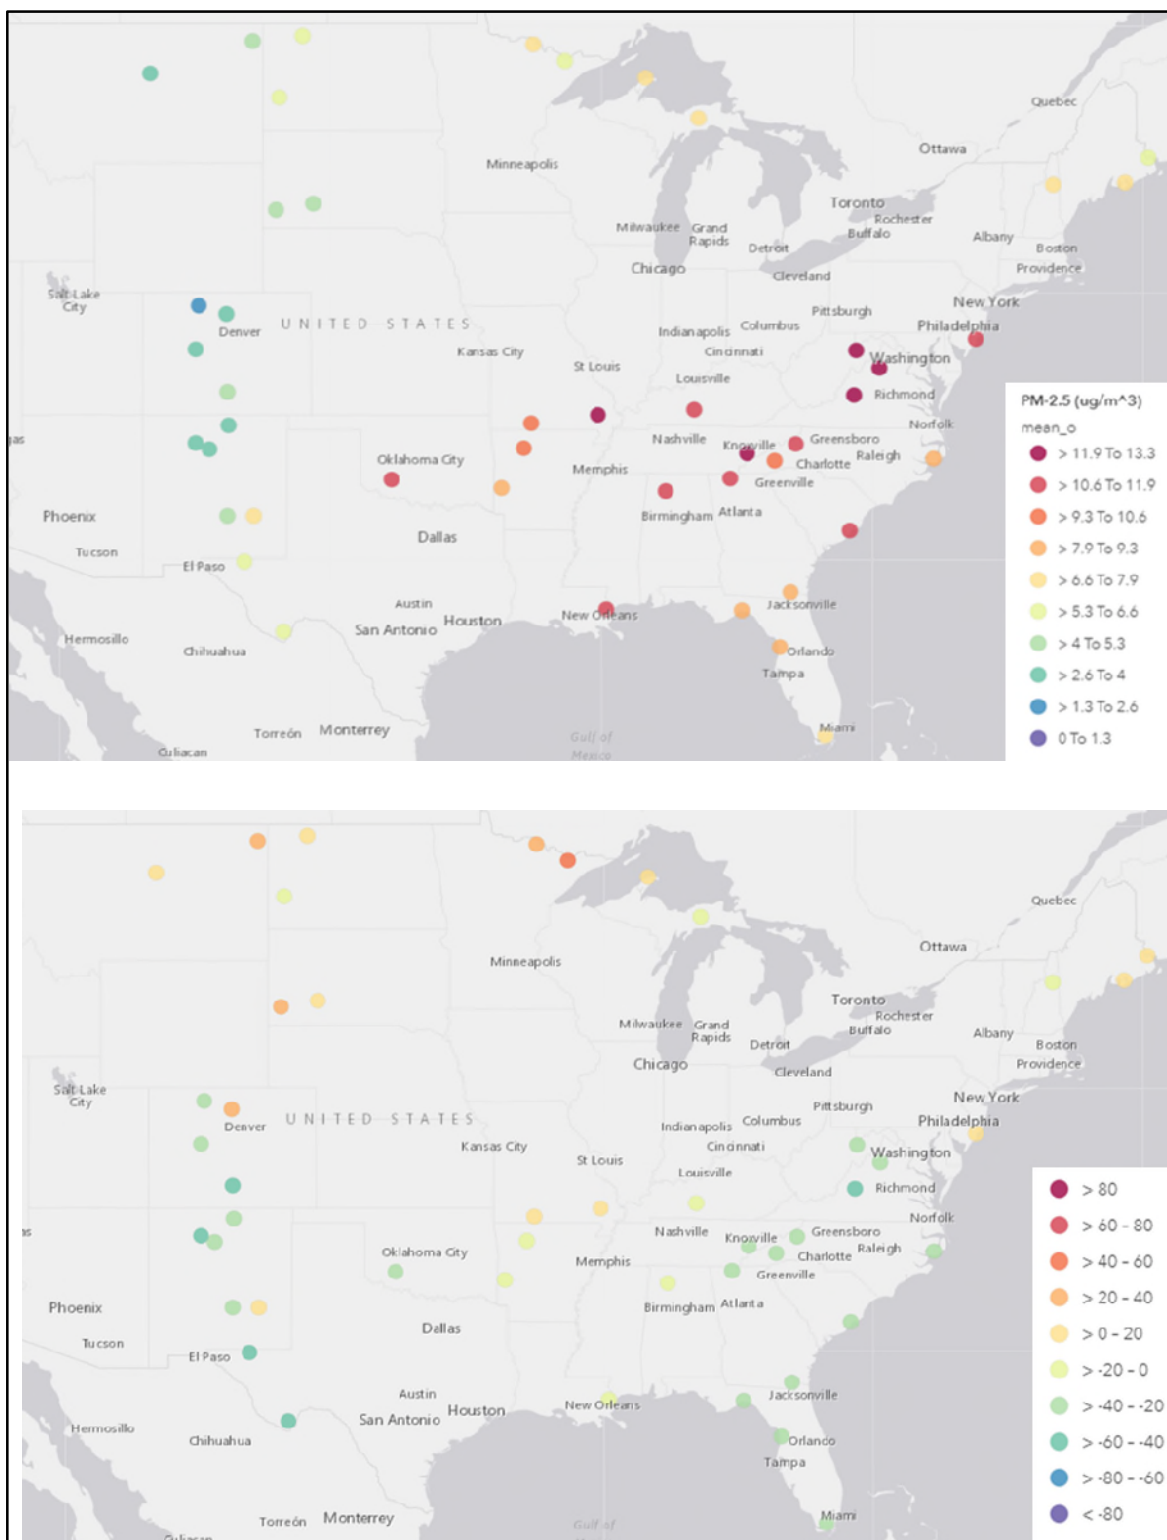 Quebec
Ottawa
Minneapolis
Toronto
Rochester
Milwaukee Grand Rapids Buffalo
Detroit
Albany
Boston
Chicago
Cleveland
Providence
Salt Lake City
New York
UNITED STATES
Denver
Pittsburgh
Philadelphia
Indianapolis Columbus
Kansas City
Cincinnati
Washington
St Louis
Louisville
Richmond
Norfolk
Nashville
Knoxville
Greensboro
Raleigh
Oklahoma City
Memphis
Charlotte
Greenville
Phoenix
Birmingham Atlanta
Tucson
Dallas
El Paso
Austin
Jacksonville
New Orleans
Houston
San Antonio
Hermosillo
Chihuahua
Orlando
Tampa
Torreón Monterrey
Miami
Gulf of
Mexico
Culiacan
PM-2.5 (ug/m^3)
mean_o
> 11.9 To 13.3
> 10.6 To 11.9
> 9.3 To 10.6
> 7.9 To 9.3
> 6.6 To 7.9
> 5.3 To 6.6
> 4 To 5.3
> 2.6 To 4
> 1.3 To 2.6
0 To 1.3
Quebec
Ottawa
Minneapolis
Toronto
Rochester
Milwaukee Grand Rapids Buffalo
Detroit
Albany
Boston
Chicago
Cleveland
Providence
Salt Lake City
New York
UNITED STATES
Denver
Pittsburgh
Philadelphia
Indianapolis Columbus
Kansas City
Cincinnati
Washington
St Louis
Louisville
Richmond
Norfolk
Nashville
Knoxville
Greensboro
Raleigh
Oklahoma City
Memphis
Charlotte
Greenville
Phoenix
Birmingham Atlanta
Tucson
Dallas
El Paso
Austin
Jacksonville
New Orleans
Houston
San Antonio
Hermosillo
Chihuahua
Orlando
Tampa
Torreón Monterrey
Miami
Gulf of
> 80
> 60 - 80
> 40 - 60
> 20 - 40
> 0 - 20
> -20 - 0
> -40 - -20
> -60 - -40
> -80 - -60
< -80